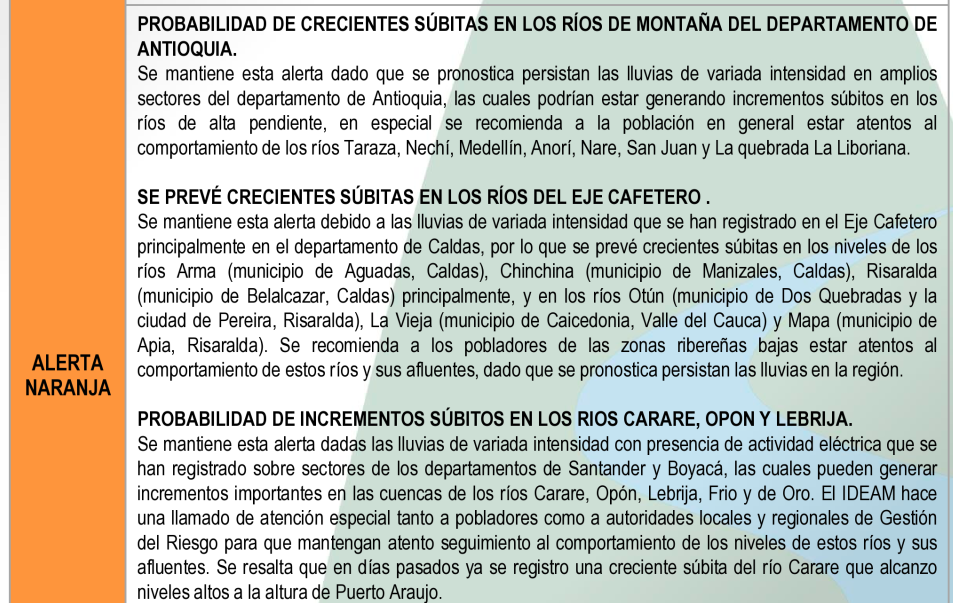 PROBABILIDAD DE CRECIENTES SÚBITAS EN LOS RÍOS DE MONTAÑA DEL DEPARTAMENTO DE
ANTIOQUIA.
Se mantiene esta alerta dado que se pronostica persistan las lluvias de variada intensidad en amplios
sectores del departamento de Antioquia, las cuales podrían estar generando incrementos súbitos en los
ríos de alta pendiente, en especial se recomienda a la población en general estar atentos al
comportamiento de los ríos Taraza, Nechí, Medellín, Anorí, Nare, San Juan y La quebrada La Liboriana.
SE PREVÉ CRECIENTES SÚBITAS EN LOS RÍOS DEL EJE CAFETERO .
Se mantiene esta alerta debido a las lluvias de variada intensidad que se han registrado en el Eje Cafetero
principalmente en el departamento de Caldas, por lo que se prevé crecientes súbitas en los niveles de los
ríos Arma (municipio de Aguadas, Caldas), Chinchina (municipio de Manizales, Caldas), Risaralda
(municipio de Belalcazar, Caldas) principalmente, y en los ríos Otún (municipio de Dos Quebradas y la
ciudad de Pereira, Risaralda), La Vieja (municipio de Caicedonia, Valle del Cauca) y Mapa (municipio de
Apia, Risaralda). Se recomienda a los pobladores de las zonas ribereñas bajas estar atentos al
comportamiento de estos ríos y sus afluentes, dado que se pronostica persistan las lluvias en la región.
ALERTA
NARANJA
PROBABILIDAD DE INCREMENTOS SÚBITOS EN LOS RIOS CARARE, OPON Y LEBRIJA.
Se mantiene esta alerta dadas las lluvias de variada intensidad con presencia de actividad eléctrica que se
han registrado sobre sectores de los departamentos de Santander y Boyacá, las cuales pueden generar
incrementos importantes en las cuencas de los ríos Carare, Opón, Lebrija, Frio y de Oro. El IDEAM hace
una llamado de atención especial tanto a pobladores como a autoridades locales y regionales de Gestión
del Riesgo para que mantengan atento seguimiento al comportamiento de los niveles de estos ríos y sus
afluentes. Se resalta que en días pasados ya se registro una creciente súbita del río Carare que alcanzo
niveles altos a la altura de Puerto Araujo.